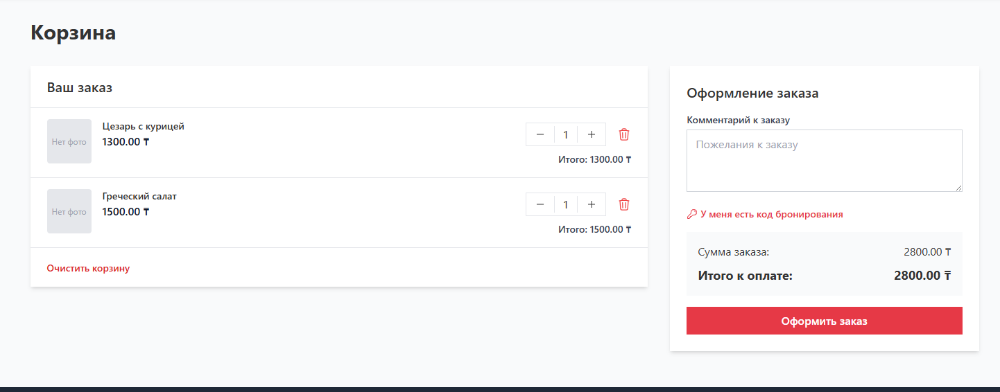 Корзина
Ваш заказ
Нет фото
Цезарь с курицей
1300.00 ₸
1
Итого: 1300.00 ₸
Нет фото
Греческий салат
1500.00 ₸
1
Итого: 1500.00 ₸
Очистить корзину
Оформление заказа
Комментарий к заказу
Пожелания к заказу
У меня есть код бронирования
Сумма заказа: 2800.00 ₸
Итого к оплате: 2800.00 ₸
Оформить заказ